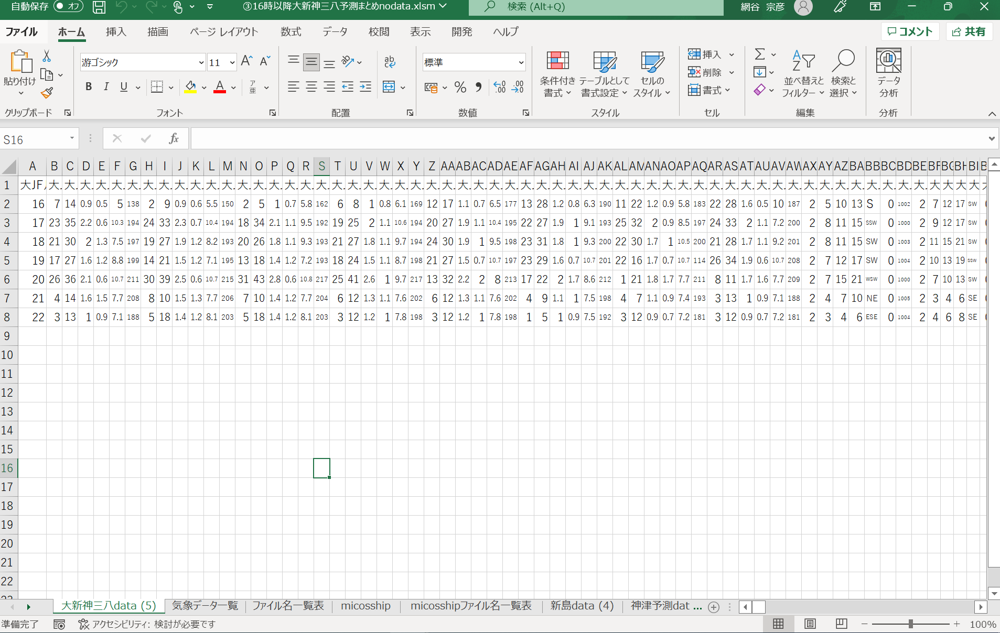 自動保存 オフ ③16時以降大新神三八予測まとめnodata.xlsm 検索 (Alt+Q) 網谷 宗彦
ファイル ホーム 挿入 描画 ページ レイアウト 数式 データ 校閲 表示 開発 ヘルプ コメント 共有
貼り付け 游ゴシック 11 標準 条件付き書式 テーブルとして書式設定 セルのスタイル 挿入 削除 書式 並べ替えとフィルター 検索と選択 データ分析
クリップボード フォント 配置 数値 スタイル セル 編集 分析
S16 fx
A B C D E F G H I J K L M N O P Q R S T U V W X Y Z AA AB AC AD AE AF AG AH AI AJ AK AL AM AN AO AP AQ AR AS AT AU AV AW AX AY AZ BA BB BC BD BE BF BG BH BI
1 大JF 大 大 大 大 大 大 大 大 大 大 大 大 大 大 大 大 大 大 大 大 大 大 大 大 大 大 大 大 大 大 大 大 大 大 大 大 大 大 大 大 大 大 大 大 大 大 大 大 大 大 大 大 大 大 大 大 大 大 大 大
2 16 7 14 0.9 0.5 5 138 2 9 0.9 0.6 5.5 150 2 5 1 0.7 5.8 162 6 8 1 0.8 6.1 169 12 17 1.1 0.7 6.5 177 13 28 1.2 0.8 6.3 190 11 22 1.2 0.9 5.8 183 22 28 1.6 0.5 10 187 2 5 10 13 S 0 1002 2 7 12 17 SW
3 17 23 35 2.2 0.6 10.3 194 24 33 2.3 0.7 10.4 194 18 34 2.1 1.1 9.5 192 19 25 2 1.1 10.6 194 20 27 1.9 1.1 10.4 195 22 27 1.9 1 9.1 193 25 32 2 0.9 8.5 197 24 33 2 1.1 7.2 200 2 8 11 15 SSW 0 1000 2 9 12 17 SW
4 18 21 30 2 1.3 7.5 197 19 27 1.9 1.2 8.2 193 20 26 1.8 1.1 9.3 193 21 27 1.8 1.1 9.7 194 24 30 1.9 1 9.5 198 23 31 1.8 1 9.3 200 22 30 1.7 1 10.5 200 21 28 1.7 1.1 9.2 201 2 8 11 15 SW 0 1003 2 11 15 21 SW
5 19 17 27 1.6 1.2 8.8 199 14 21 1.5 1.2 7.1 195 13 18 1.4 1.2 7.2 193 18 24 1.5 1.1 8.7 198 21 27 1.5 0.7 10.7 197 23 29 1.6 0.7 10.7 201 22 16 1.7 0.7 10.7 114 26 34 1.9 0.6 10.7 208 2 7 12 17 SW 0 1004 2 10 13 19 SSW
6 20 26 36 2.1 0.6 10.7 211 30 39 2.5 0.6 10.7 215 31 43 2.8 0.6 10.8 217 25 41 2.6 1 9.7 217 13 32 2.2 2 8 213 17 22 2 1.7 8.6 212 1 21 1.8 1.7 7.7 211 8 11 1.7 1.6 7.7 209 2 7 15 21 WSW 0 1000 2 7 10 13 SW
7 21 4 14 1.6 1.5 7.7 208 8 10 1.5 1.3 7.7 206 7 10 1.4 1.2 7.7 204 6 12 1.3 1.1 7.6 202 6 12 1.3 1.1 7.6 202 4 9 1.1 1 7.5 198 4 7 1.1 0.9 7.4 193 3 13 1 0.9 7.1 188 2 4 7 10 NE 0 1005 2 3 4 6 SE
8 22 3 13 1 0.9 7.1 188 5 18 1.4 1.2 8.1 203 5 18 1.4 1.2 8.1 203 3 12 1.2 1 7.8 198 3 12 1.2 1 7.8 198 1 5 1 0.9 7.5 192 3 12 0.9 0.7 7.2 181 3 12 0.9 0.7 7.2 181 2 3 4 6 ESE 0 1004 2 4 6 8 SE
9
10
11
12
13
14
15
16
17
18
19
20
21
22
大新神三八data (5) 気象データ一覧 ファイル名一覧表 micosship micosshipファイル名一覧表 新島data (4) 神津予測dat ...
準備完了 アクセシビリティ: 検討が必要です 100%